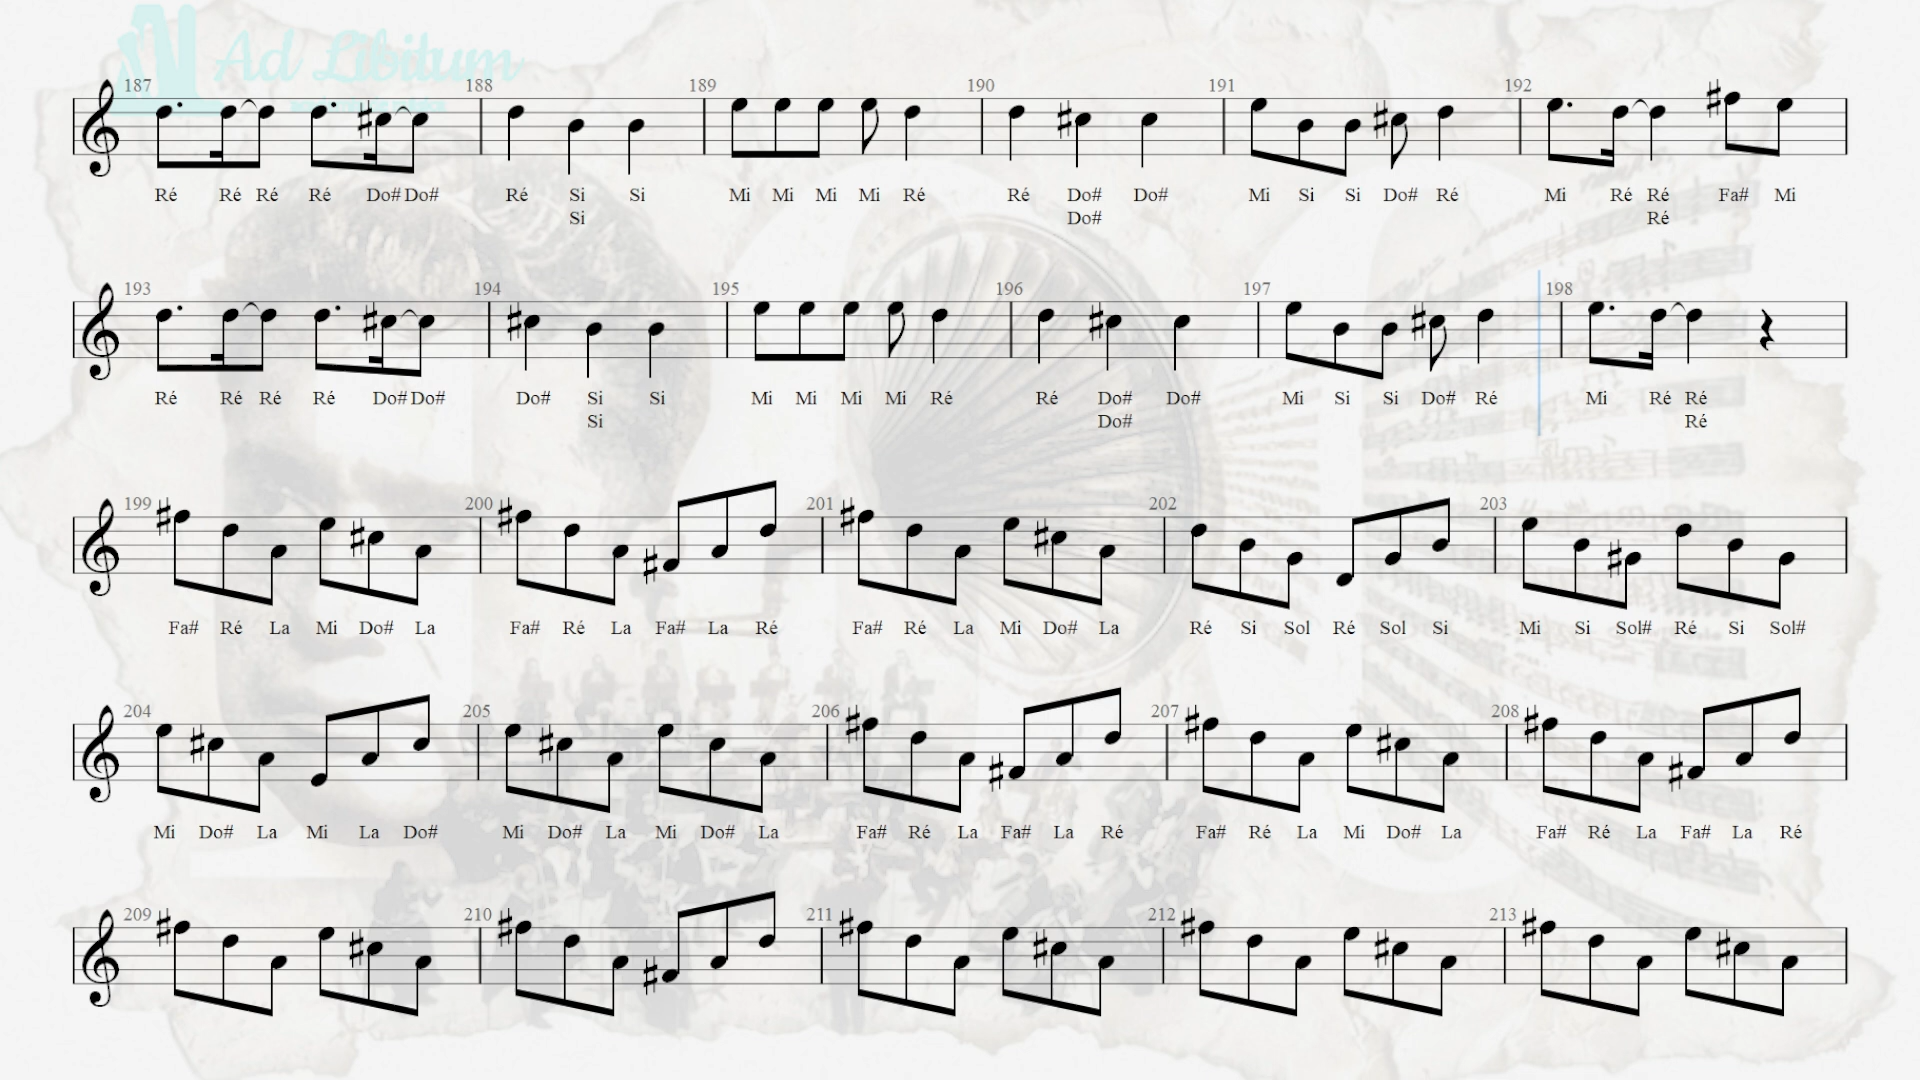 Ad Libitum
187 188 189 190 191 192
Ré Ré Ré Ré Do# Do# Ré Si Si Mi Mi Mi Mi Ré Ré Do# Do# Mi Si Si Do# Ré Mi Ré Ré Fa# Mi
Si Do# Ré
193 194 195 196 197 198
Ré Ré Ré Ré Do# Do# Do# Si Si Mi Mi Mi Mi Ré Ré Do# Do# Mi Si Si Do# Ré Mi Ré Ré
Si Do# Ré
199 200 201 202 203
Fa# Ré La Mi Do# La Fa# Ré La Fa# La Ré Fa# Ré La Mi Do# La Ré Si Sol Ré Sol Si Mi Si Sol# Ré Si Sol#
204 205 206 207 208
Mi Do# La Mi La Do# Mi Do# La Mi Do# La Fa# Ré La Fa# La Ré Fa# Ré La Mi Do# La Fa# Ré La Fa# La Ré
209 210 211 212 213